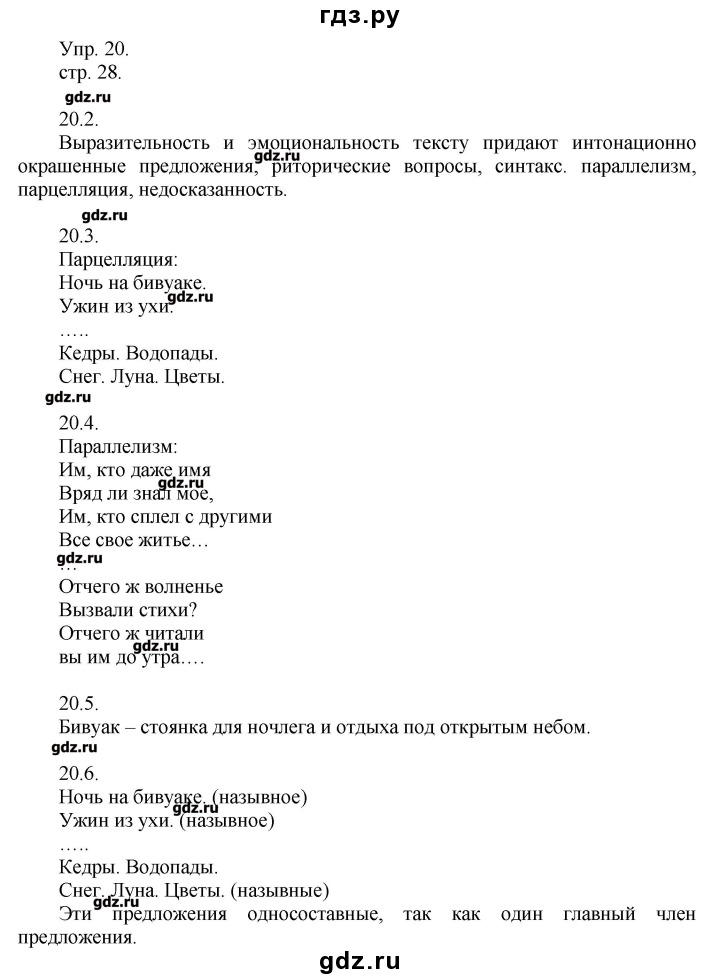 гдз.ру
Упр. 20.
стр. 28.
gdz.ru
20.2.
Выразительность и эмоциональность тексту придают интонационно
gdz.ru
окрашенные предложения, риторические вопросы, синтакс. параллелизм,
парцелляция, недосказанность.
gdz.ru
20.3.
Парцелляция:
Ночь на бивуаке.
gdz.ru
Ужин из ухи.
…..
Кедры. Водопады.
Снег. Луна. Цветы.
gdz.ru
20.4.
Параллелизм:
Им, кто даже имя
gdz.ru
Вряд ли знал мое,
Им, кто сплел с другими
Все свое житье…
gdz.ru
…
Отчего ж волненье
Вызвали стихи?
Отчего ж читали
gdz.ru
вы им до утра….
20.5.
Бивуак – стоянка для ночлега и отдыха под открытым небом.
gdz.ru
20.6.
Ночь на бивуаке. (назывное)
gdz.ru
Ужин из ухи. (назывное)
…..
Кедры. Водопады.
Снег. Луна. Цветы. (назывные)
gdz.ru
Эти предложения односоставные, так как один главный член
предложения.
gdz.ru